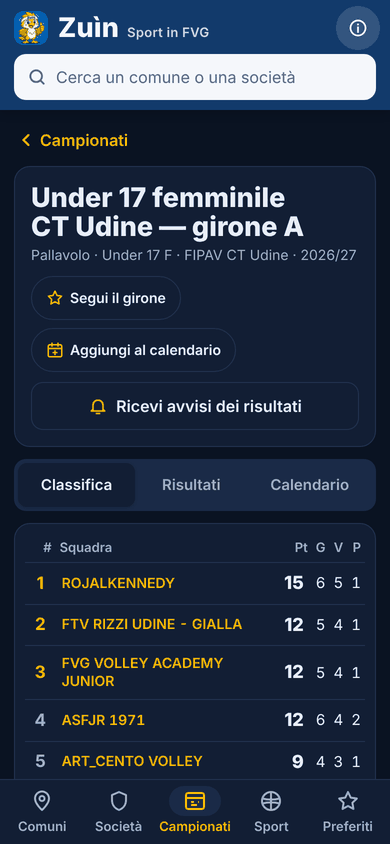 Zuìn Sport in FVG
Cerca un comune o una società
Campionati
Under 17 femminile
CT Udine — girone A
Pallavolo · Under 17 F · FIPAV CT Udine · 2026/27
Segui il girone
Aggiungi al calendario
Ricevi avvisi dei risultati
Classifica Risultati Calendario
# Squadra Pt G V P
1 ROJALKENNEDY 15 6 5 1
2 FTV RIZZI UDINE - GIALLA 12 5 4 1
3 FVG VOLLEY ACADEMY JUNIOR 12 5 4 1
4 ASFJR 1971 12 6 4 2
5 ART_CENTO VOLLEY 9 4 3 1
Comuni Società Campionati Sport Preferiti